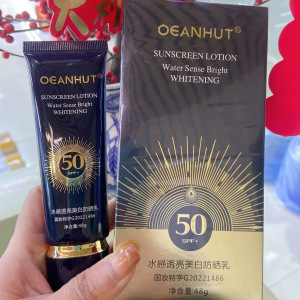 OCEANHUT®
SUNSCREEN LOTION
Water Sense Bright
WHITENING
50
SPF+
水感透亮美白防晒乳
国妆特字G20221486
净含量:48g
OCEANHUT®
SUNSCREEN LOTION
Water Sense Bright
WHITENING
50
SPF+
水感透亮美白防晒乳
国妆特字G20221486
净含量: 48g